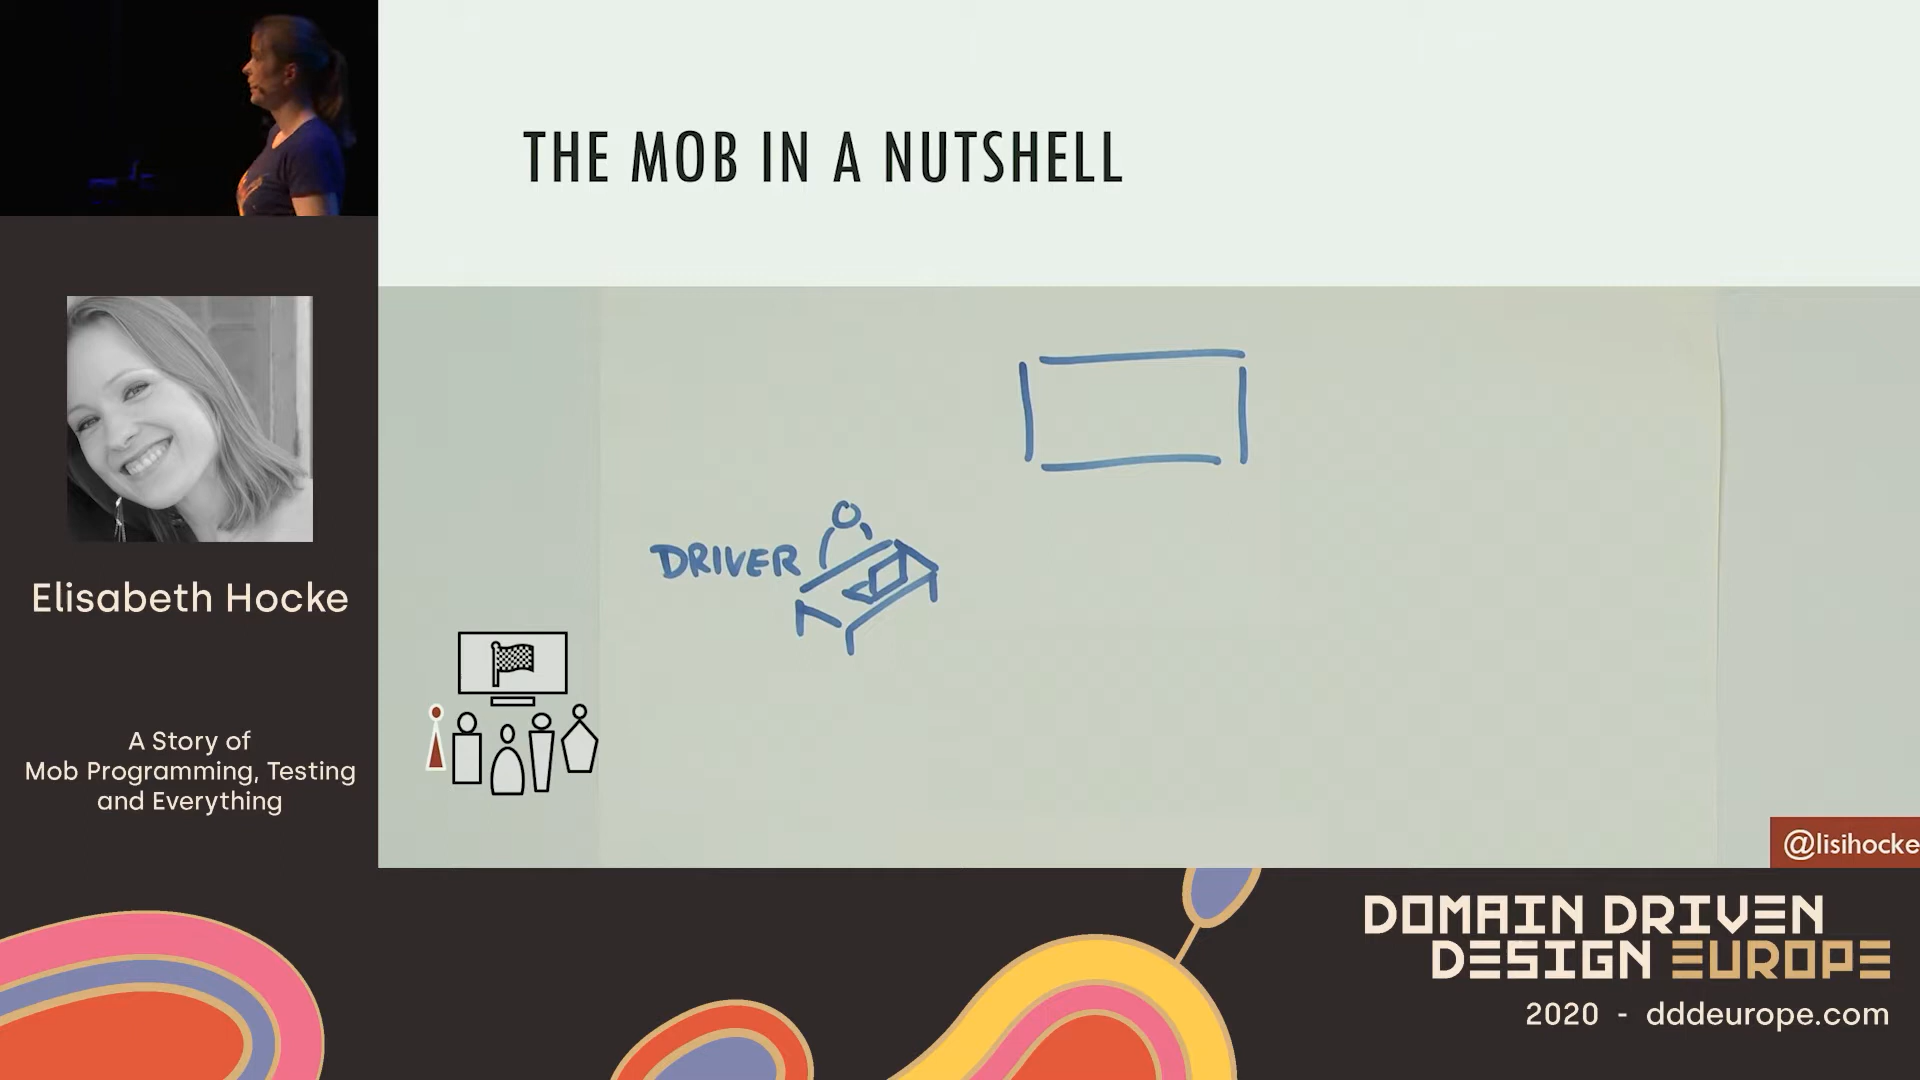 THE MOB IN A NUTSHELL
DRIVER
Elisabeth Hocke
A Story of
Mob Programming, Testing
and Everything
@lisihocke
DOMAIN DRIVEN
DESIGN EUROPE
2020 - dddeurope.com